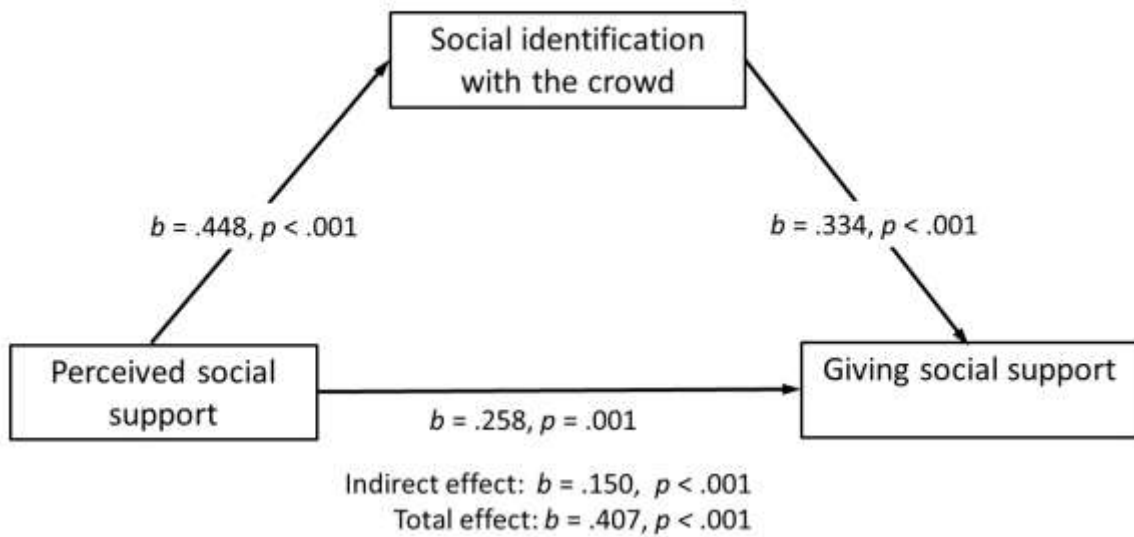 Social identification
with the crowd
b = .448, p < .001
b = .334, p < .001
Perceived social
support
Giving social support
b = .258, p = .001
Indirect effect: b = .150, p < .001
Total effect: b = .407, p < .001